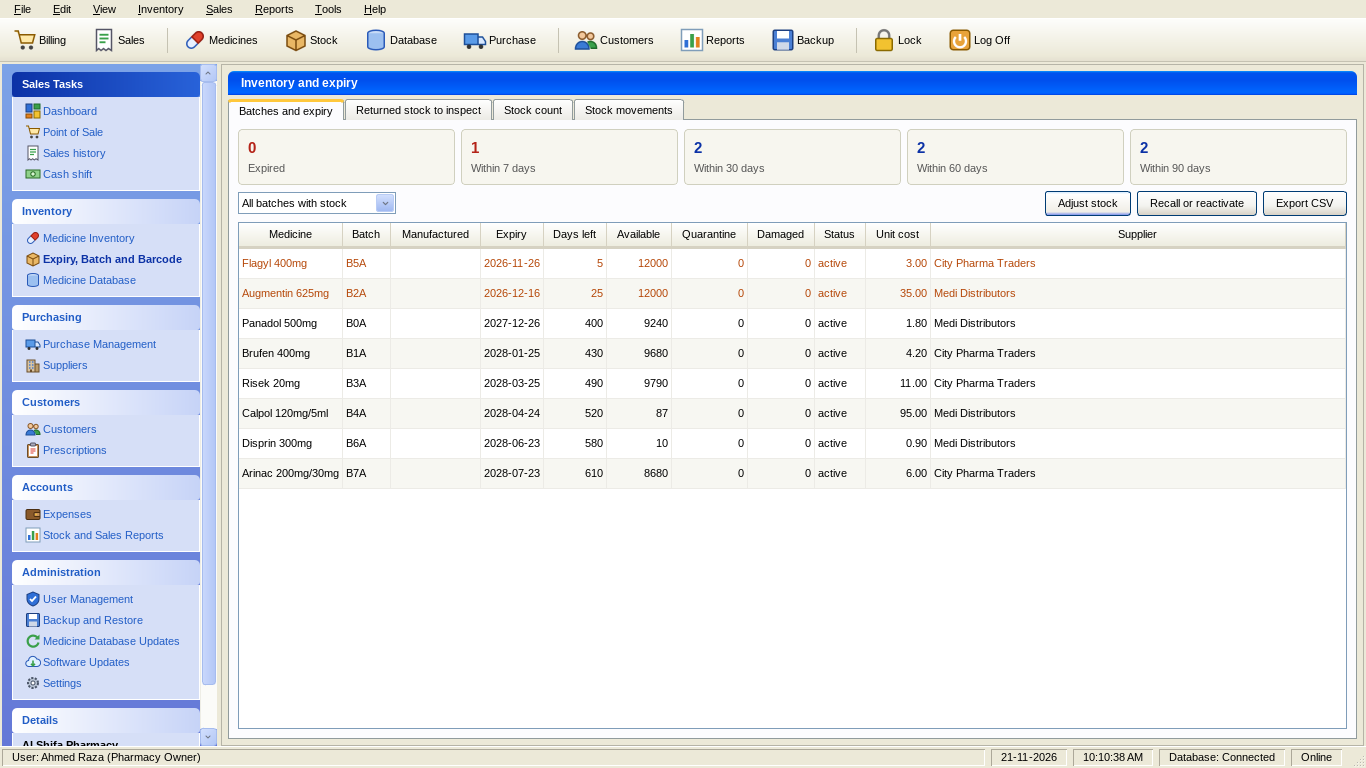 File Edit View Inventory Sales Reports Tools Help
Billing Sales Medicines Stock Database Purchase Customers Reports Backup Lock Log Off
Sales Tasks
Dashboard
Point of Sale
Sales history
Cash shift
Inventory
Medicine Inventory
Expiry, Batch and Barcode
Medicine Database
Purchasing
Purchase Management
Suppliers
Customers
Customers
Prescriptions
Accounts
Expenses
Stock and Sales Reports
Administration
User Management
Backup and Restore
Medicine Database Updates
Software Updates
Settings
Details
Al Shifa Pharmacy
Inventory and expiry
Batches and expiry Returned stock to inspect Stock count Stock movements
0 1 2 2 2
Expired Within 7 days Within 30 days Within 60 days Within 90 days
All batches with stock Adjust stock Recall or reactivate Export CSV
Medicine Batch Manufactured Expiry Days left Available Quarantine Damaged Status Unit cost Supplier
Flagyl 400mg B5A 2026-11-26 5 12000 0 0 active 3.00 City Pharma Traders
Augmentin 625mg B2A 2026-12-16 25 12000 0 0 active 35.00 Medi Distributors
Panadol 500mg B0A 2027-12-26 400 9240 0 0 active 1.80 Medi Distributors
Brufen 400mg B1A 2028-01-25 430 9680 0 0 active 4.20 City Pharma Traders
Risek 20mg B3A 2028-03-25 490 9790 0 0 active 11.00 City Pharma Traders
Calpol 120mg/5ml B4A 2028-04-24 520 87 0 0 active 95.00 Medi Distributors
Disprin 300mg B6A 2028-06-23 580 10 0 0 active 0.90 Medi Distributors
Arinac 200mg/30mg B7A 2028-07-23 610 8680 0 0 active 6.00 City Pharma Traders
User: Ahmed Raza (Pharmacy Owner) 21-11-2026 10:10:38 AM Database: Connected Online